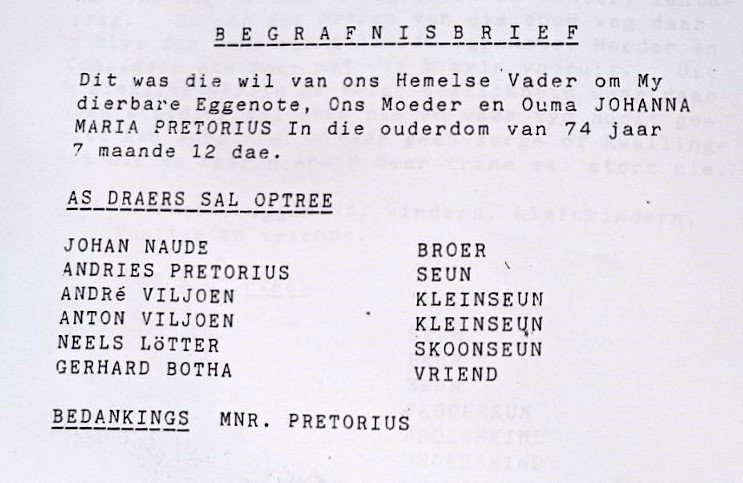 BEGRAFNISBRIEF
Dit was die wil van ons Hemelse Vader om My
dierbare Eggenote, Ons Moeder en Ouma JOHANNA
MARIA PRETORIUS In die ouderdom van 74 jaar
7 maande 12 dae.
AS DRAERS SAL OPTREE
JOHAN NAUDE BROER
ANDRIES PRETORIUS SEUN
ANDRé VILJOEN KLEINSEUN
ANTON VILJOEN KLEINSEUN
NEELS LöTTER SKOONSEUN
GERHARD BOTHA VRIEND
BEDANKINGS MNR. PRETORIUS